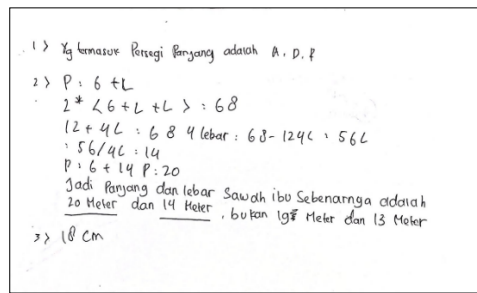 1> Yg termasuk Persegi Panjang adalah A. D. F
2> P : 6 + L
2* <6 + L + L> : 68
12 + 4L : 68 4 lebar : 68 - 124L : 56L
: 56/4L : 14
P : 6 + 14 P : 20
Jadi Panjang dan lebar Sawah ibu Sebenarnya adalah
20 Meter dan 14 Meter, bukan 19 Meter dan 13 Meter
3> 18 cm